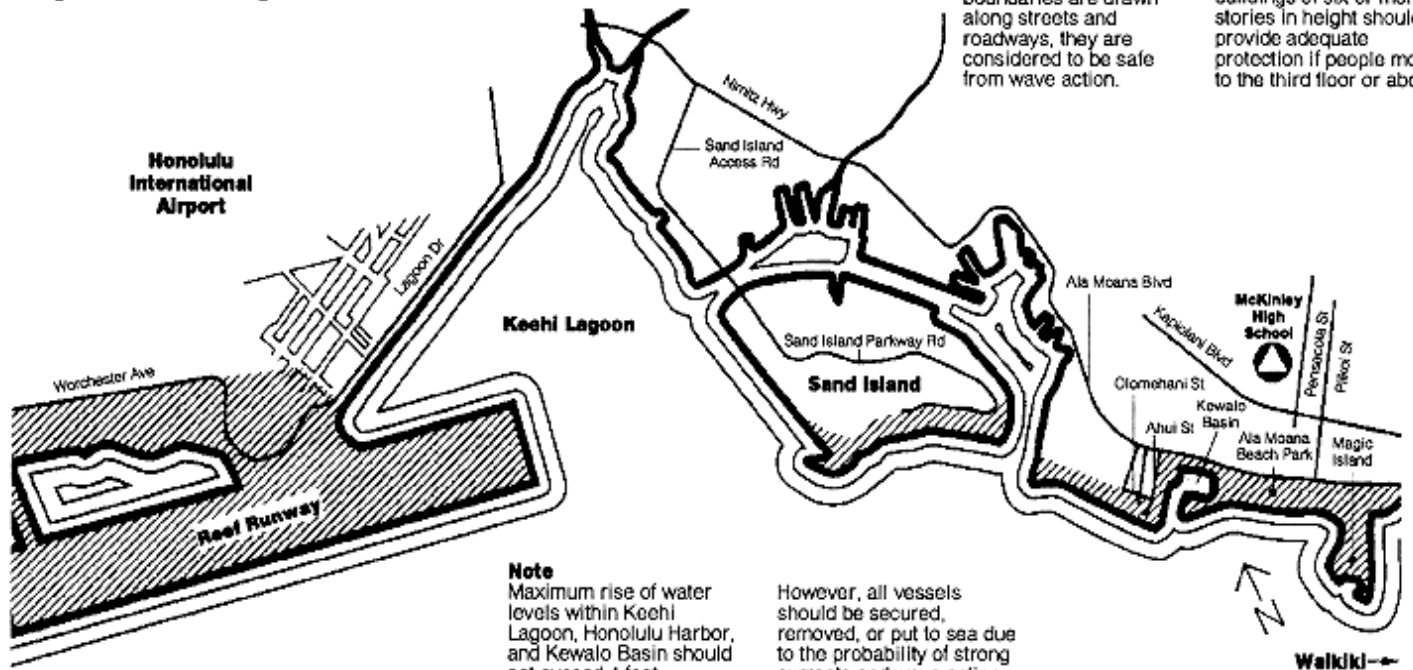 boundaries are drawn
along streets and
roadways, they are
considered to be safe
from wave action.
stories in height should
provide adequate
protection if people mo
to the third floor or abo
Nimitz Hwy
Sand Island
Access Rd
Honolulu
International
Airport
Lagoon Dr
Keehi Lagoon
Ala Moana Blvd
McKinley
High
School
Kapiolani Blvd
Pensacola St
Piikoi St
Sand Island Parkway Rd
Sand Island
Worchester Ave
Olomehani St
Kewalo
Basin
Ahui St
Ala Moana
Beach Park
Magic
Island
Reef Runway
Note
Maximum rise of water
levels within Keehi
Lagoon, Honolulu Harbor,
and Kewalo Basin should
However, all vessels
should be secured,
removed, or put to sea due
to the probability of strong
N
Waikiki